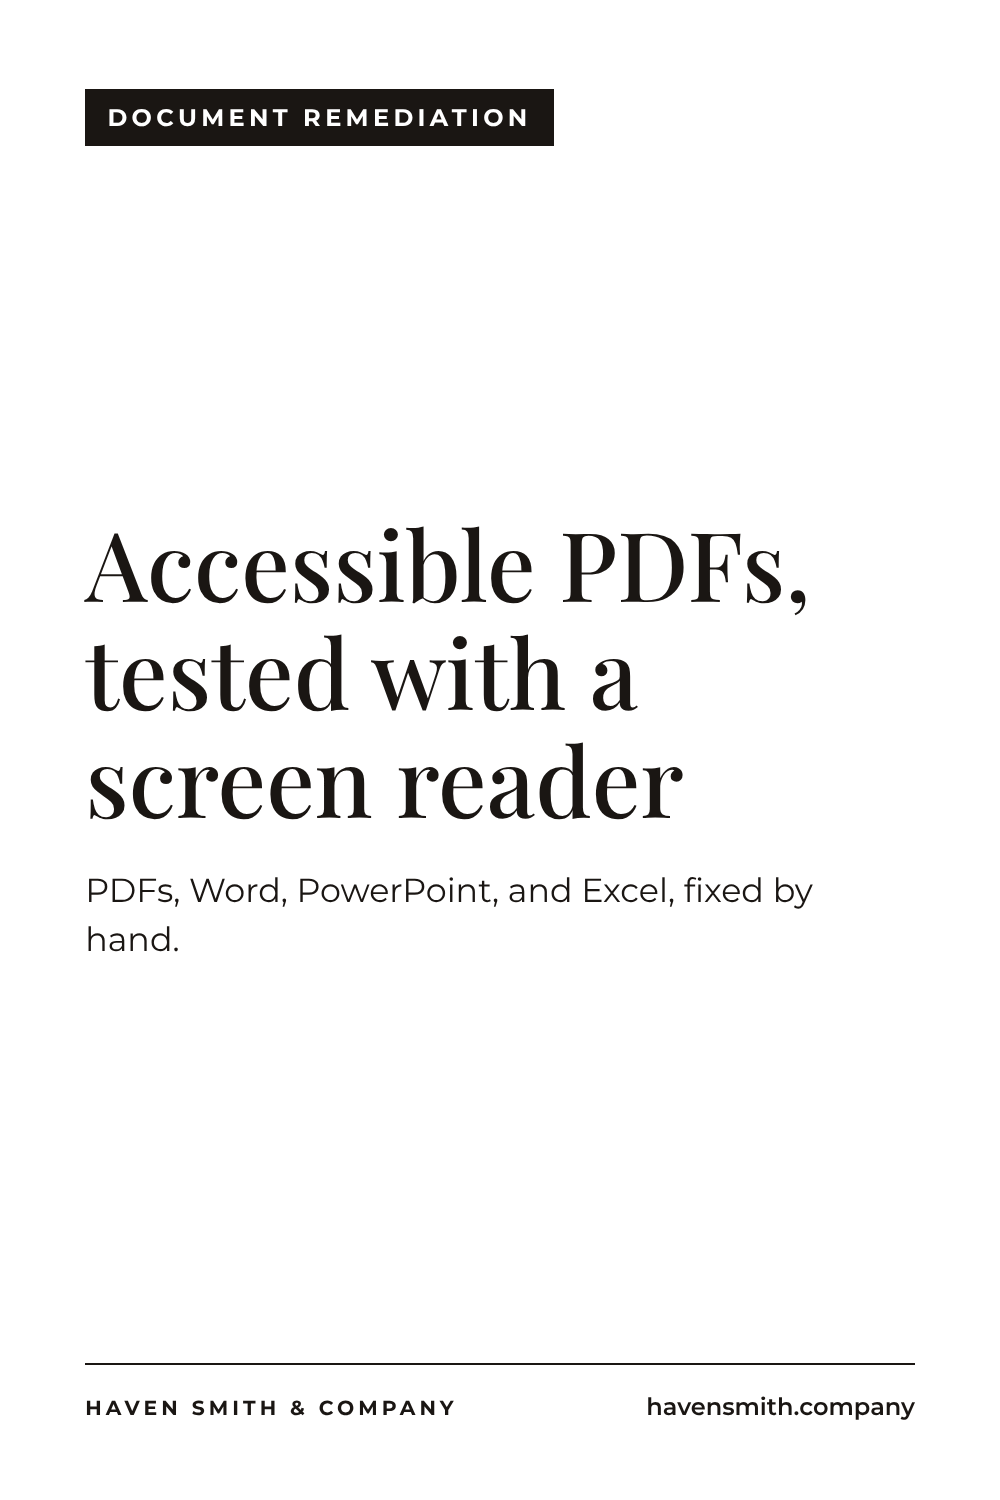 DOCUMENT REMEDIATION
Accessible PDFs,
tested with a
screen reader
PDFs, Word, PowerPoint, and Excel, fixed by
hand.
HAVEN SMITH & COMPANY
havensmith.company